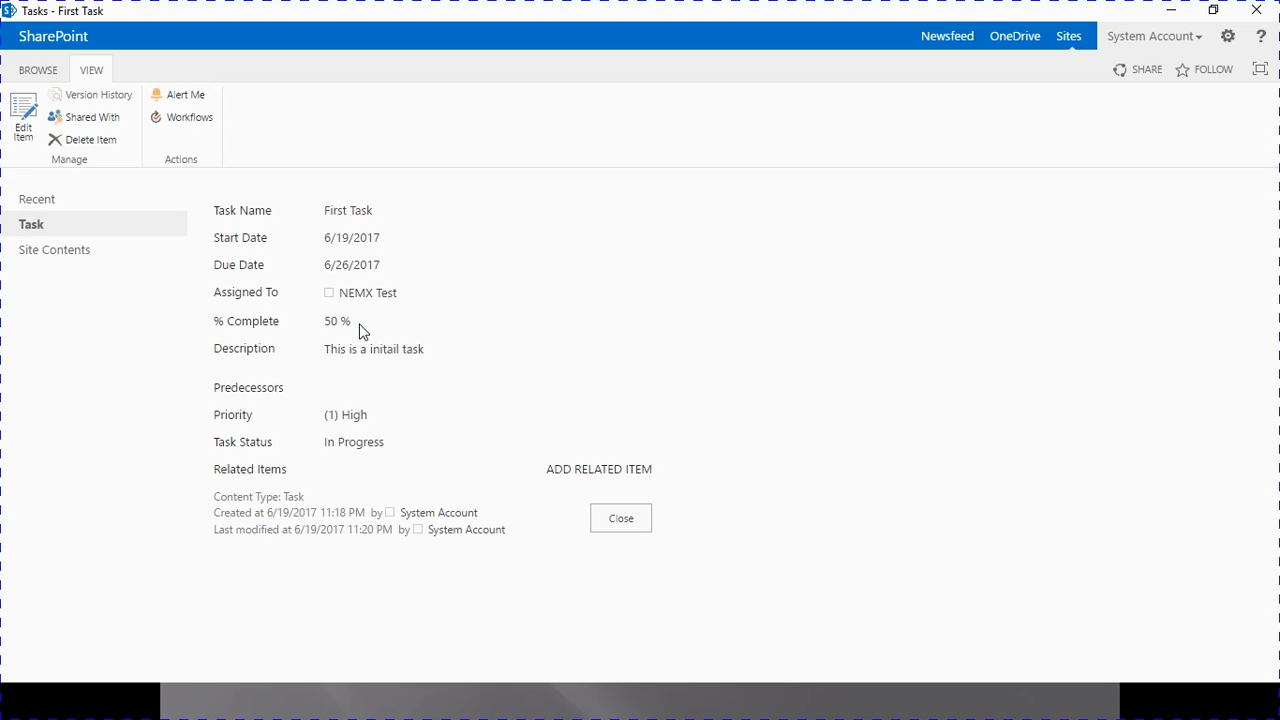 Tasks - First Task
SharePoint
Newsfeed OneDrive Sites System Account ?
BROWSE VIEW SHARE FOLLOW
Edit Item
Version History
Shared With
Delete Item
Manage
Alert Me
Workflows
Actions
Recent
Task
Site Contents
Task Name First Task
Start Date 6/19/2017
Due Date 6/26/2017
Assigned To NEMX Test
% Complete 50 %
Description This is a initail task
Predecessors
Priority (1) High
Task Status In Progress
Related Items ADD RELATED ITEM
Content Type: Task
Created at 6/19/2017 11:18 PM by System Account
Last modified at 6/19/2017 11:20 PM by System Account
Close